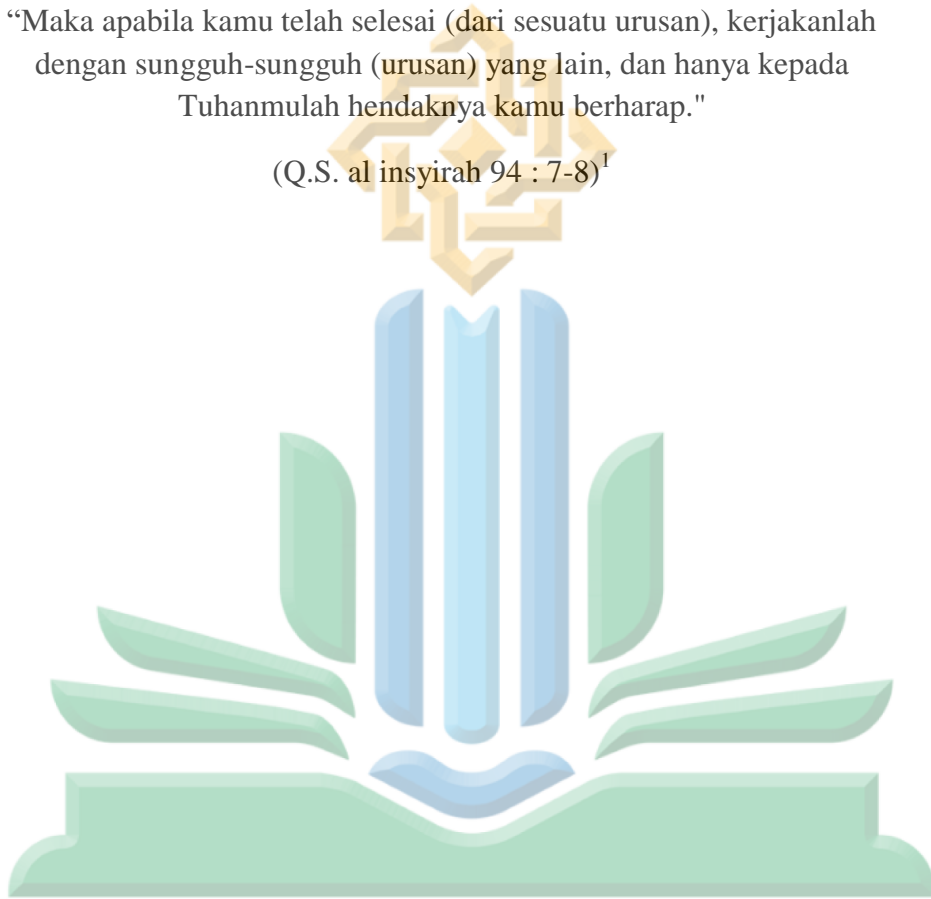 “Maka apabila kamu telah selesai (dari sesuatu urusan), kerjakanlah
dengan sungguh-sungguh (urusan) yang lain, dan hanya kepada
Tuhanmulah hendaknya kamu berharap."
(Q.S. al insyirah 94 : 7-8)¹